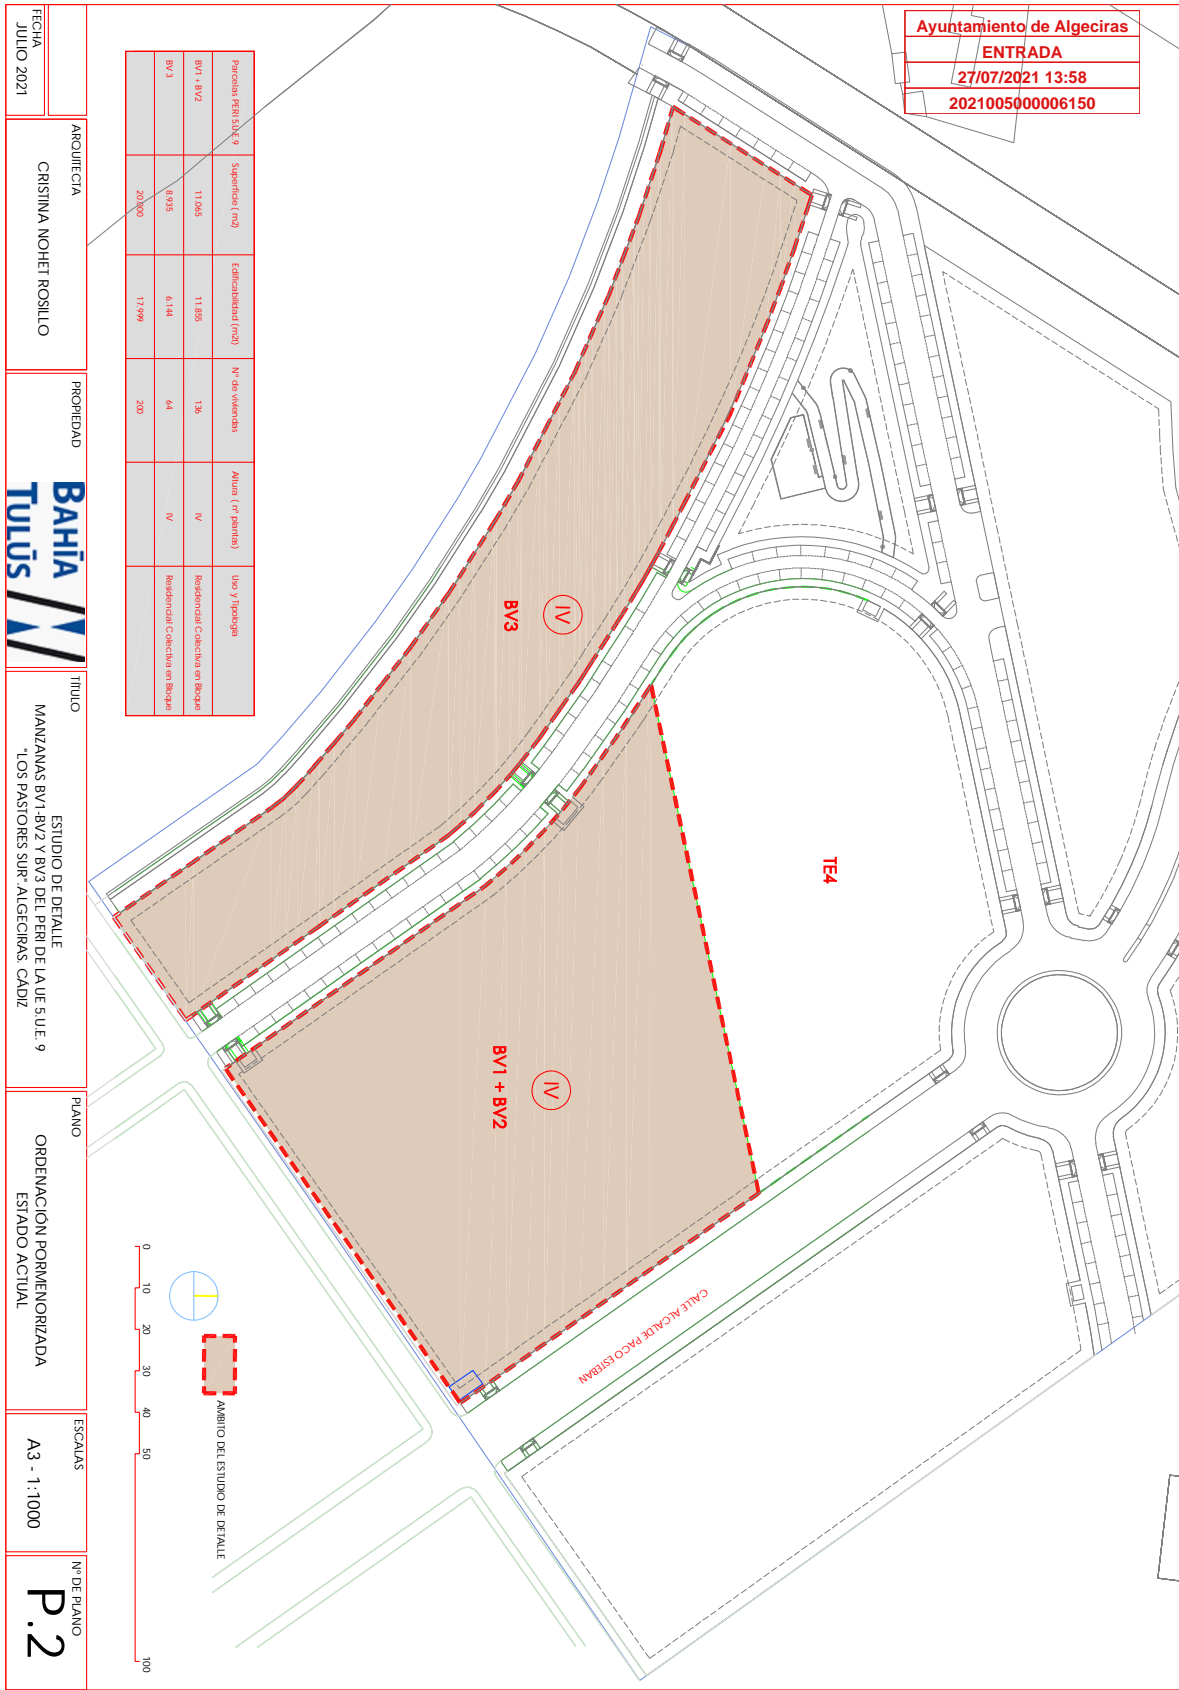 Ayuntamiento de Algeciras
ENTRADA
27/07/2021 13:58
2021005000006150
Parcelas PERI 5.U.E.9 Superficie ( m2) Edificabilidad (m2t) Nº de viviendas Altura ( nº plantas) Uso y Tipología
BV1 + BV2 11.065 11.855 136 IV Residencial Colectiva en Bloque
BV 3 8.935 6.144 64 IV Residencial Colectiva en Bloque
20.000 17.999 200
IV
BV3
TE4
IV
BV1 + BV2
CALLE ALCALDE PACO ESTEBAN
0 10 20 30 40 50 100
AMBITO DEL ESTUDIO DE DETALLE
FECHA
JULIO 2021
ARQUITECTA
CRISTINA NOHET ROSILLO
PROPIEDAD
BAHÍA
TULÚS
TÍTULO
ESTUDIO DE DETALLE
MANZANAS BV1-BV2 Y BV3 DEL PERI DE LA UE 5.U.E. 9
"LOS PASTORES SUR". ALGECIRAS. CÁDIZ
PLANO
ORDENACIÓN PORMENORIZADA
ESTADO ACTUAL
ESCALAS
A3 - 1:1000
Nº DE PLANO
P.2